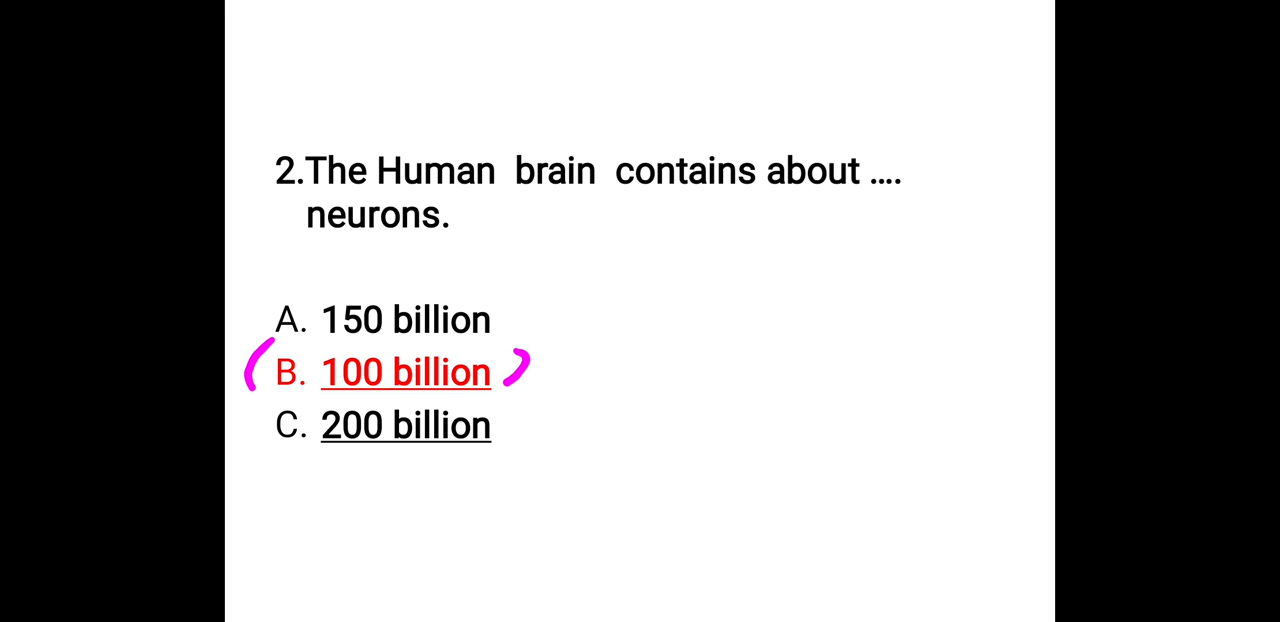 2.The Human brain contains about ....
neurons.
A. 150 billion
B. 100 billion
C. 200 billion